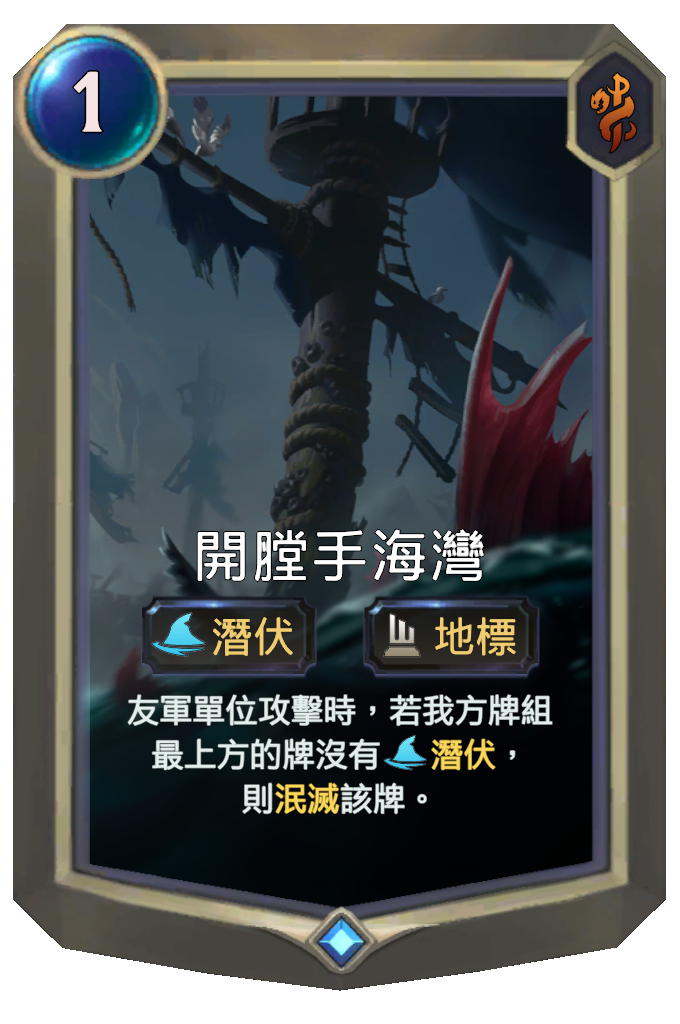 1
開膛手海灣
潛伏
地標
友軍單位攻擊時，若我方牌組
最上方的牌沒有潛伏，
則泯滅該牌。